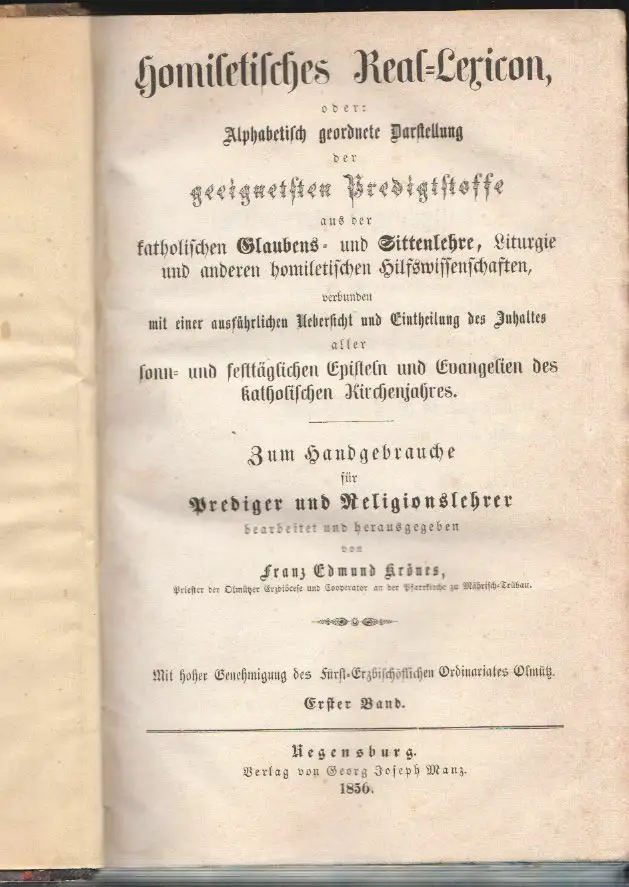 Homiletisches Real-Lexicon,
oder:
Alphabetisch geordnete Darstellung
der
geeignetsten Predigtstoffe
aus der
katholischen Glaubens- und Sittenlehre, Liturgie
und anderen homiletischen Hilfswissenschaften,
verbunden
mit einer ausführlichen Uebersicht und Eintheilung des Inhaltes
aller
sonn- und festtäglichen Episteln und Evangelien des
katholischen Kirchenjahres.
Zum Handgebrauche
für
Prediger und Religionslehrer
bearbeitet und herausgegeben
von
Franz Edmund Krönes,
Priester der Olmützer Erzdiöcese und Cooperator an der Pfarrkirche zu Mährisch-Trübau.
Mit hoher Genehmigung des Fürst-Erzbischöflichen Ordinariates Olmütz.
Erster Band.
Regensburg.
Verlag von Georg Joseph Manz.
1856.